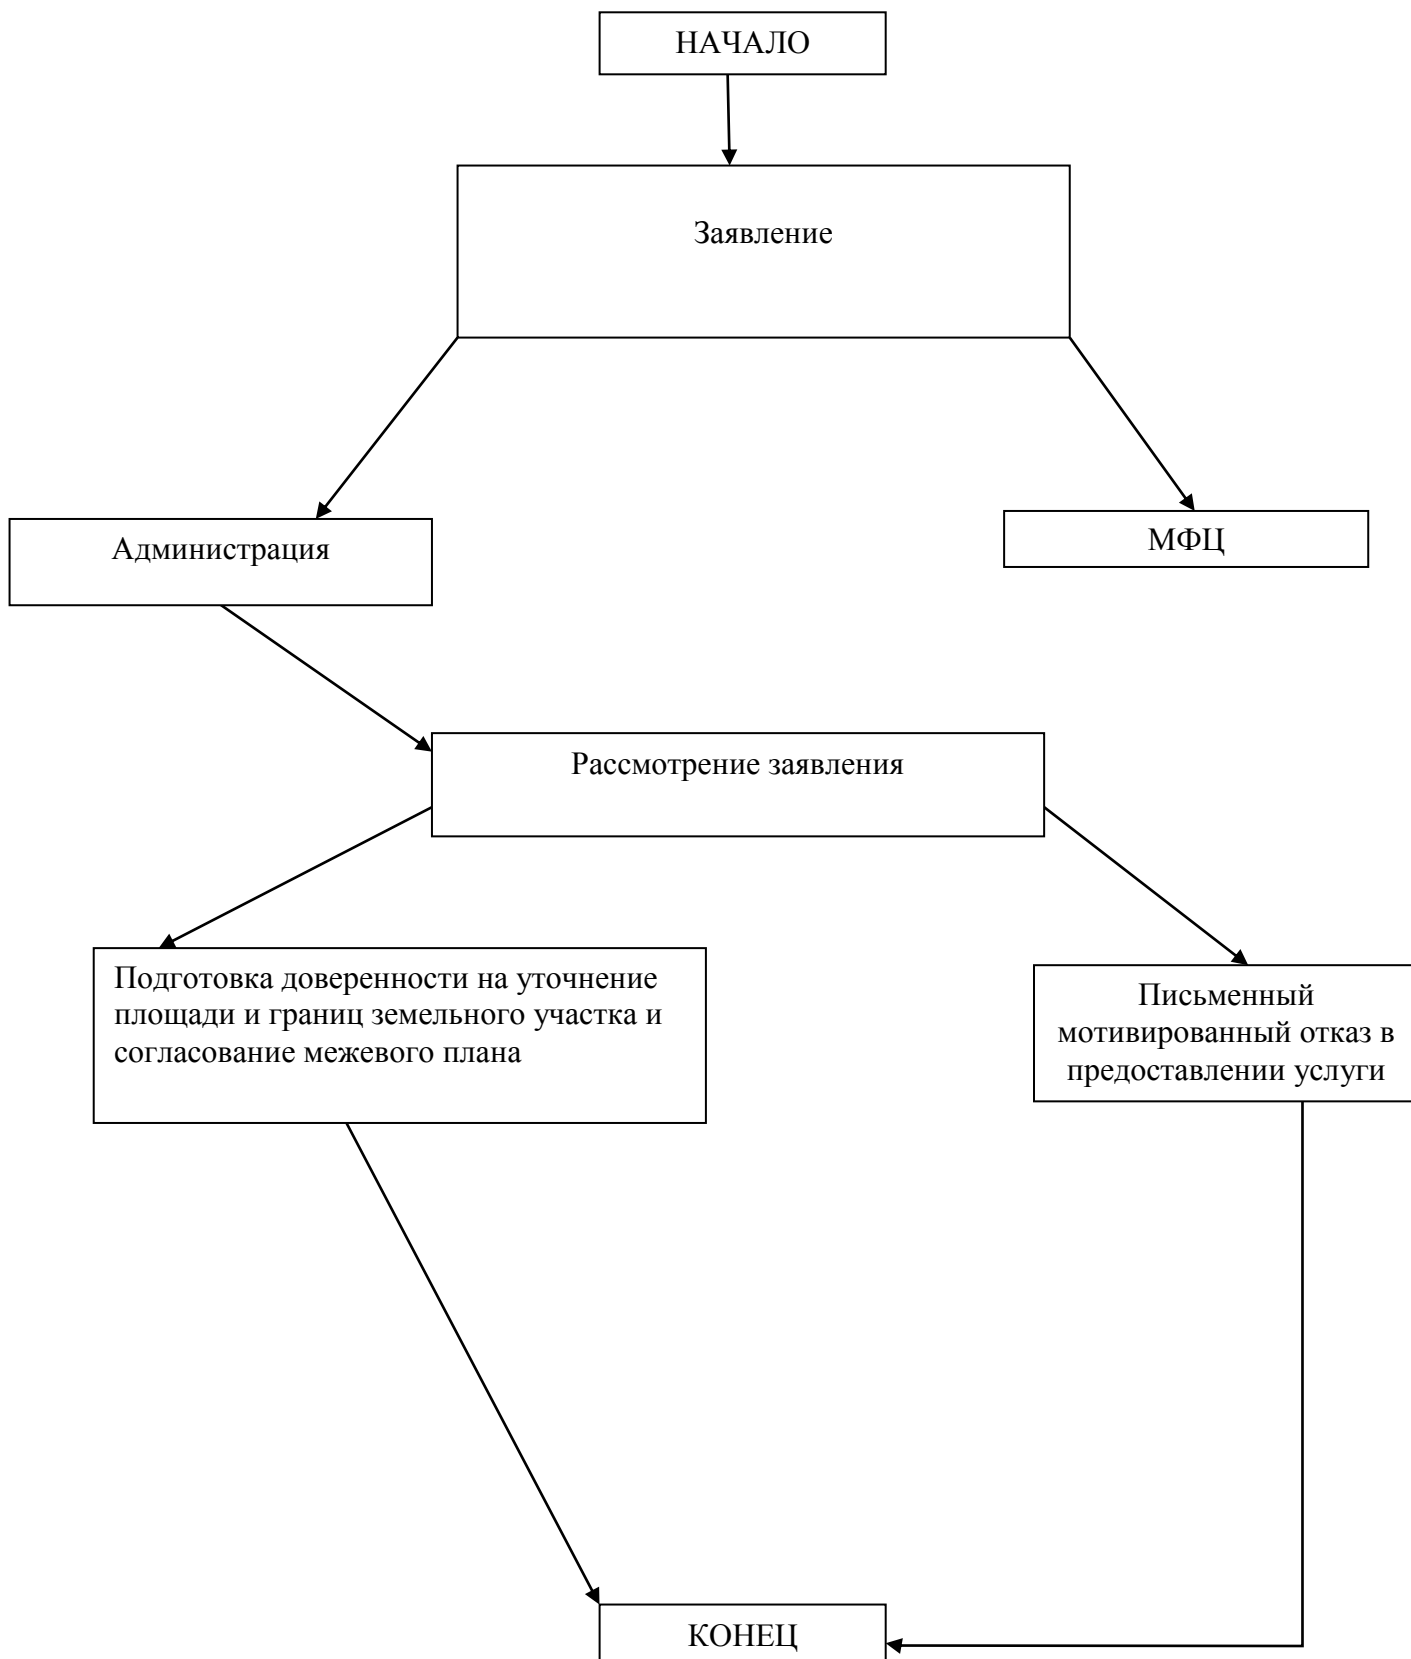 НАЧАЛО
Заявление
Администрация
МФЦ
Рассмотрение заявления
Подготовка доверенности на уточнение
площади и границ земельного участка и
согласование межевого плана
Письменный
мотивированный отказ в
предоставлении услуги
КОНЕЦ